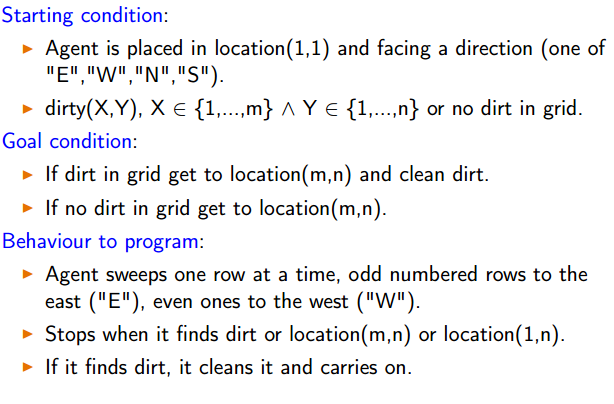 Starting condition:
▶ Agent is placed in location(1,1) and facing a direction (one of
"E","W","N","S").
▶ dirty(X,Y), X ∈ {1,...,m} ∧ Y ∈ {1,...,n} or no dirt in grid.
Goal condition:
▶ If dirt in grid get to location(m,n) and clean dirt.
▶ If no dirt in grid get to location(m,n).
Behaviour to program:
▶ Agent sweeps one row at a time, odd numbered rows to the
east ("E"), even ones to the west ("W").
▶ Stops when it finds dirt or location(m,n) or location(1,n).
▶ If it finds dirt, it cleans it and carries on.